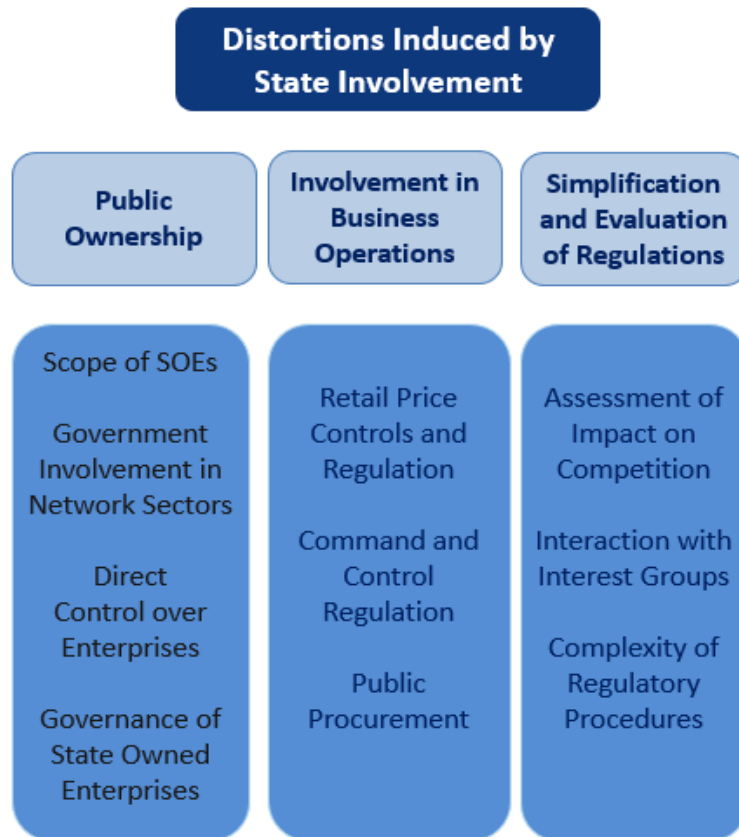 Distortions Induced by
State Involvement
Public
Ownership
Involvement in
Business
Operations
Simplification
and Evaluation
of Regulations
Scope of SOEs
Government
Involvement in
Network Sectors
Direct
Control over
Enterprises
Governance of
State Owned
Enterprises
Retail Price
Controls and
Regulation
Command and
Control
Regulation
Public
Procurement
Assessment of
Impact on
Competition
Interaction with
Interest Groups
Complexity of
Regulatory
Procedures